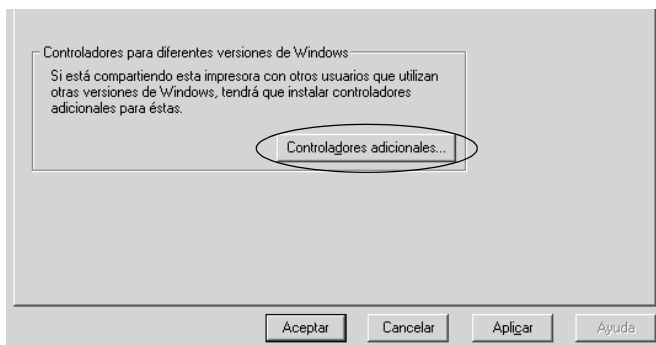 Controladores para diferentes versiones de Windows
Si está compartiendo esta impresora con otros usuarios que utilizan
otras versiones de Windows, tendrá que instalar controladores
adicionales para éstas.
Controladores adicionales...
Aceptar Cancelar Aplicar Ayuda